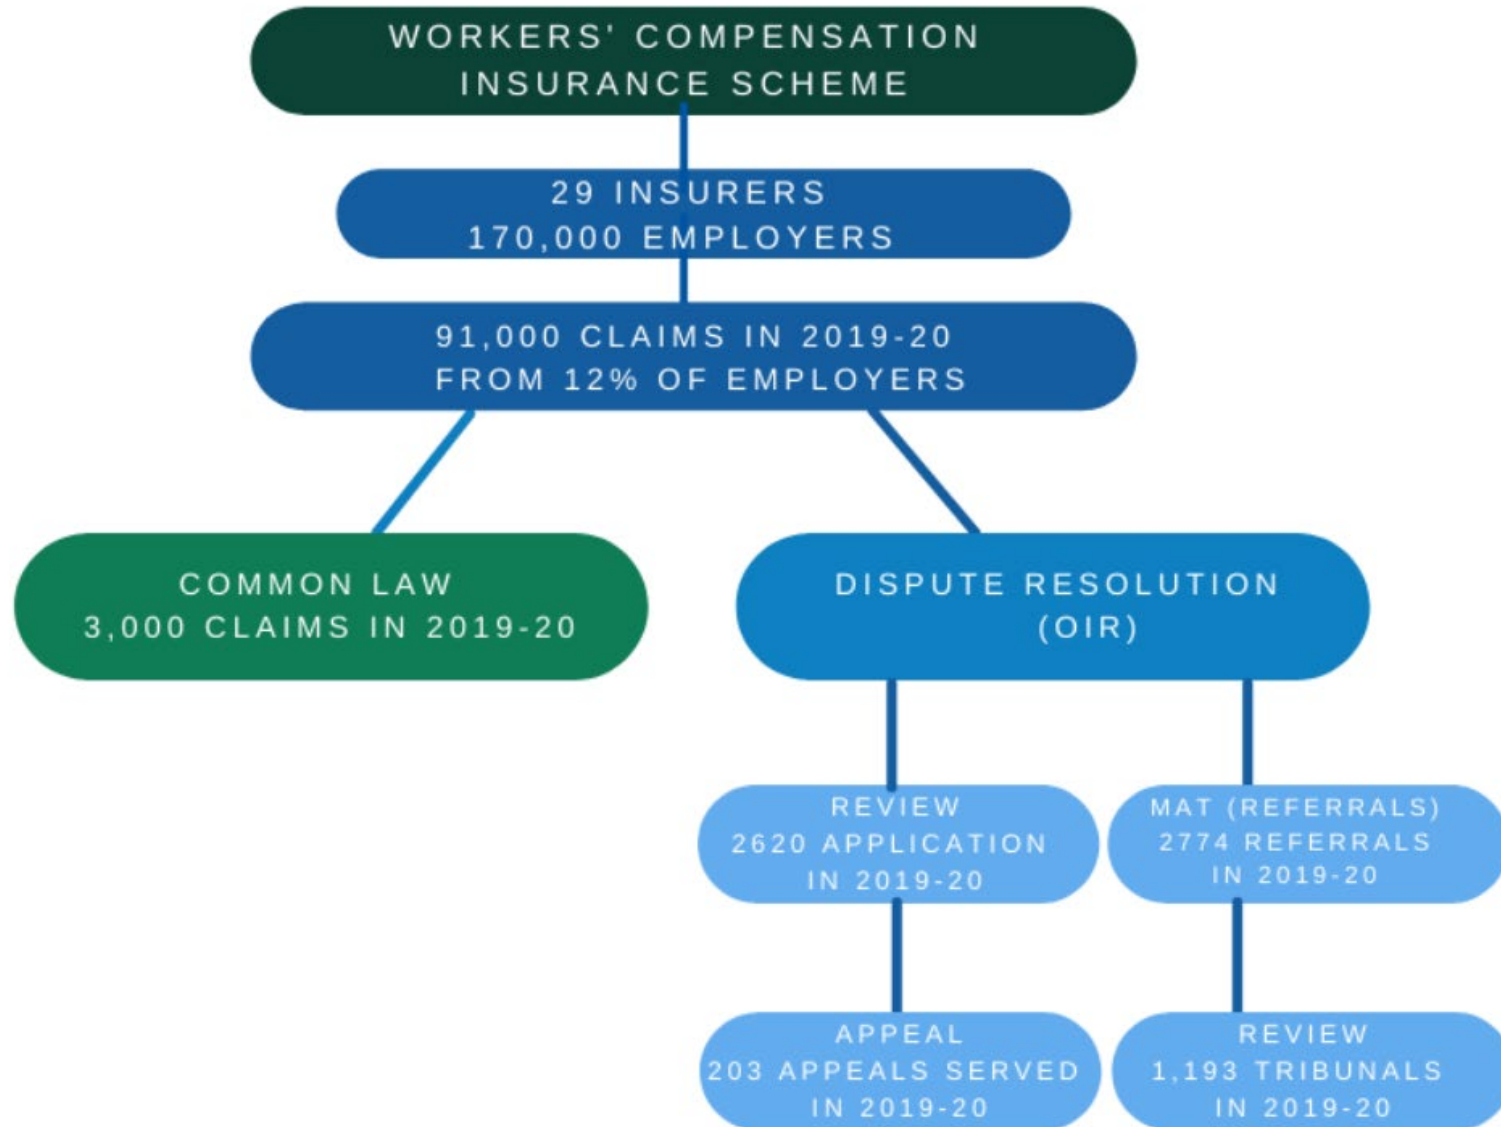 WORKERS' COMPENSATION
INSURANCE SCHEME
29 INSURERS
170,000 EMPLOYERS
91,000 CLAIMS IN 2019-20
FROM 12% OF EMPLOYERS
COMMON LAW
3,000 CLAIMS IN 2019-20
DISPUTE RESOLUTION
(OIR)
REVIEW
2620 APPLICATION
IN 2019-20
MAT (REFERRALS)
2774 REFERRALS
IN 2019-20
APPEAL
203 APPEALS SERVED
IN 2019-20
REVIEW
1,193 TRIBUNALS
IN 2019-20